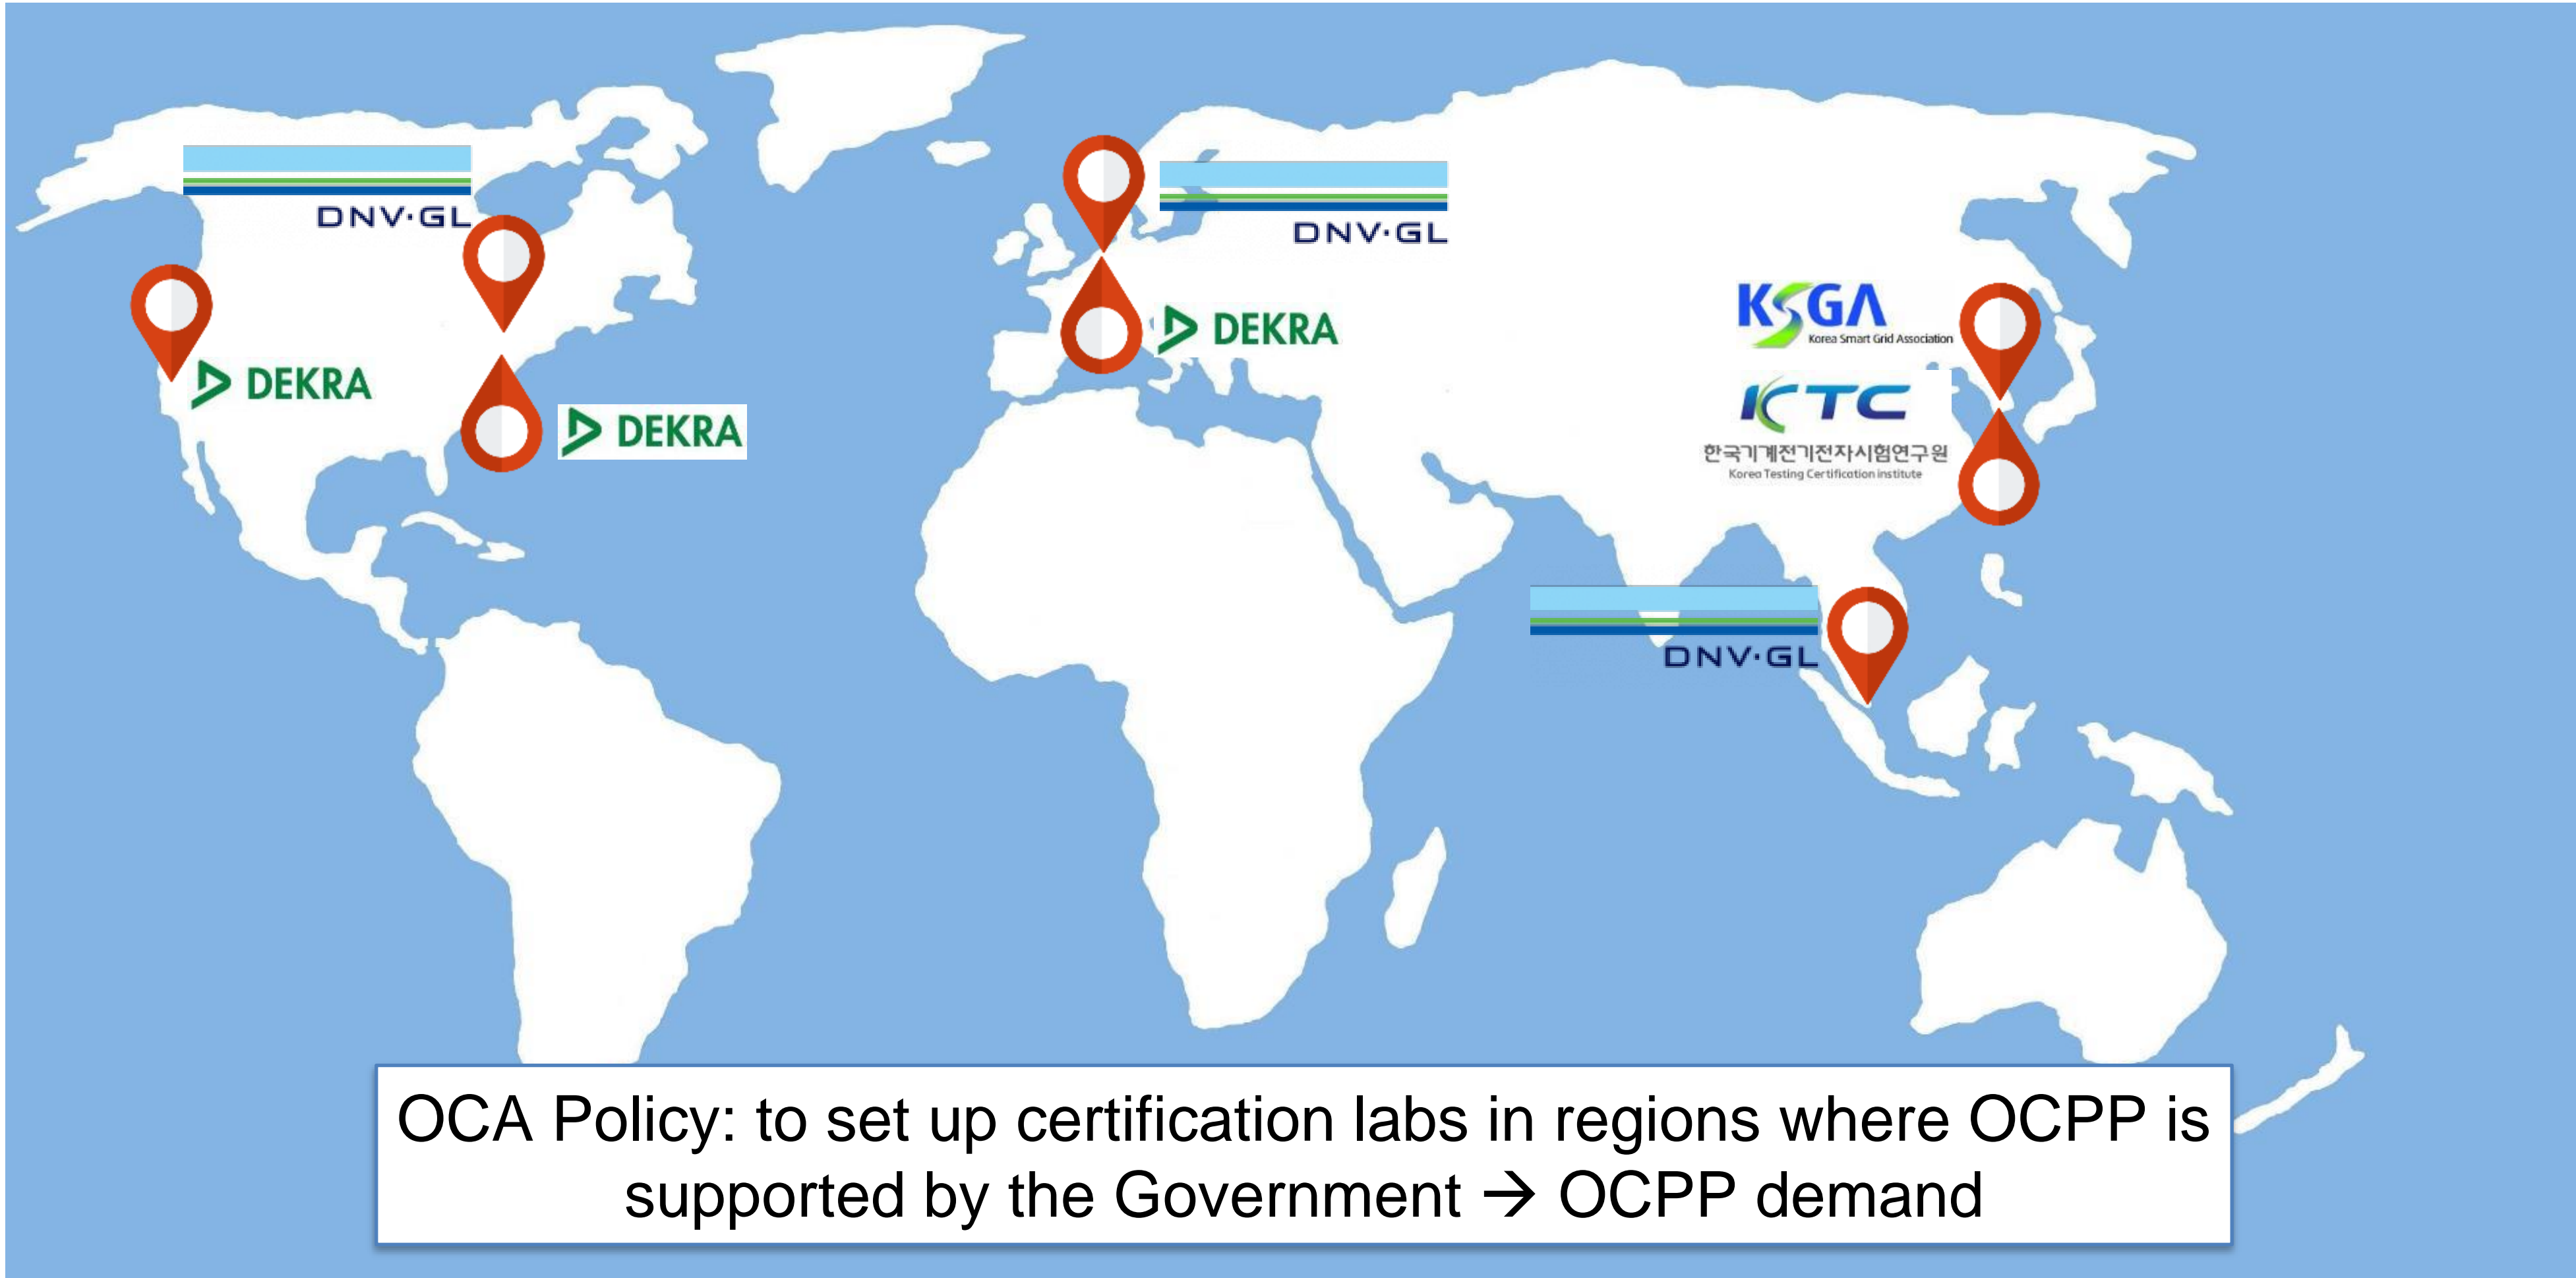 DNV·GL
DNV·GL
DEKRA
DEKRA
DEKRA
KSGA
Korea Smart Grid Association
KTC
한국기계전기전자시험연구원
Korea Testing Certification institute
DNV·GL
OCA Policy: to set up certification labs in regions where OCPP is
supported by the Government → OCPP demand